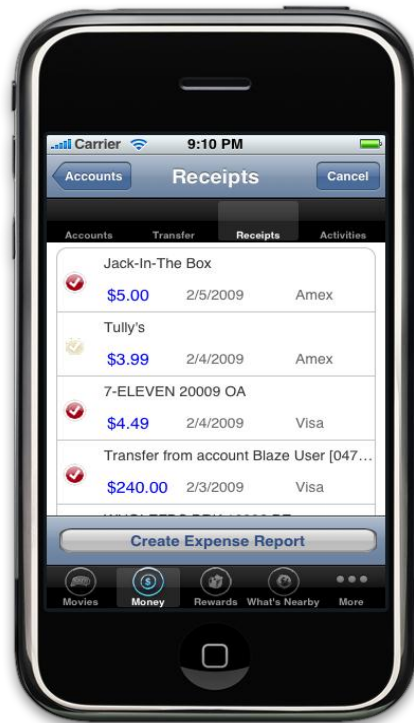 Carrier 9:10 PM
Accounts Receipts Cancel
Accounts Transfer Receipts Activities
Jack-In-The Box
$5.00 2/5/2009 Amex
Tully's
$3.99 2/4/2009 Amex
7-ELEVEN 20009 OA
$4.49 2/4/2009 Visa
Transfer from account Blaze User [047...
$240.00 2/3/2009 Visa
Create Expense Report
Movies Money Rewards What's Nearby More